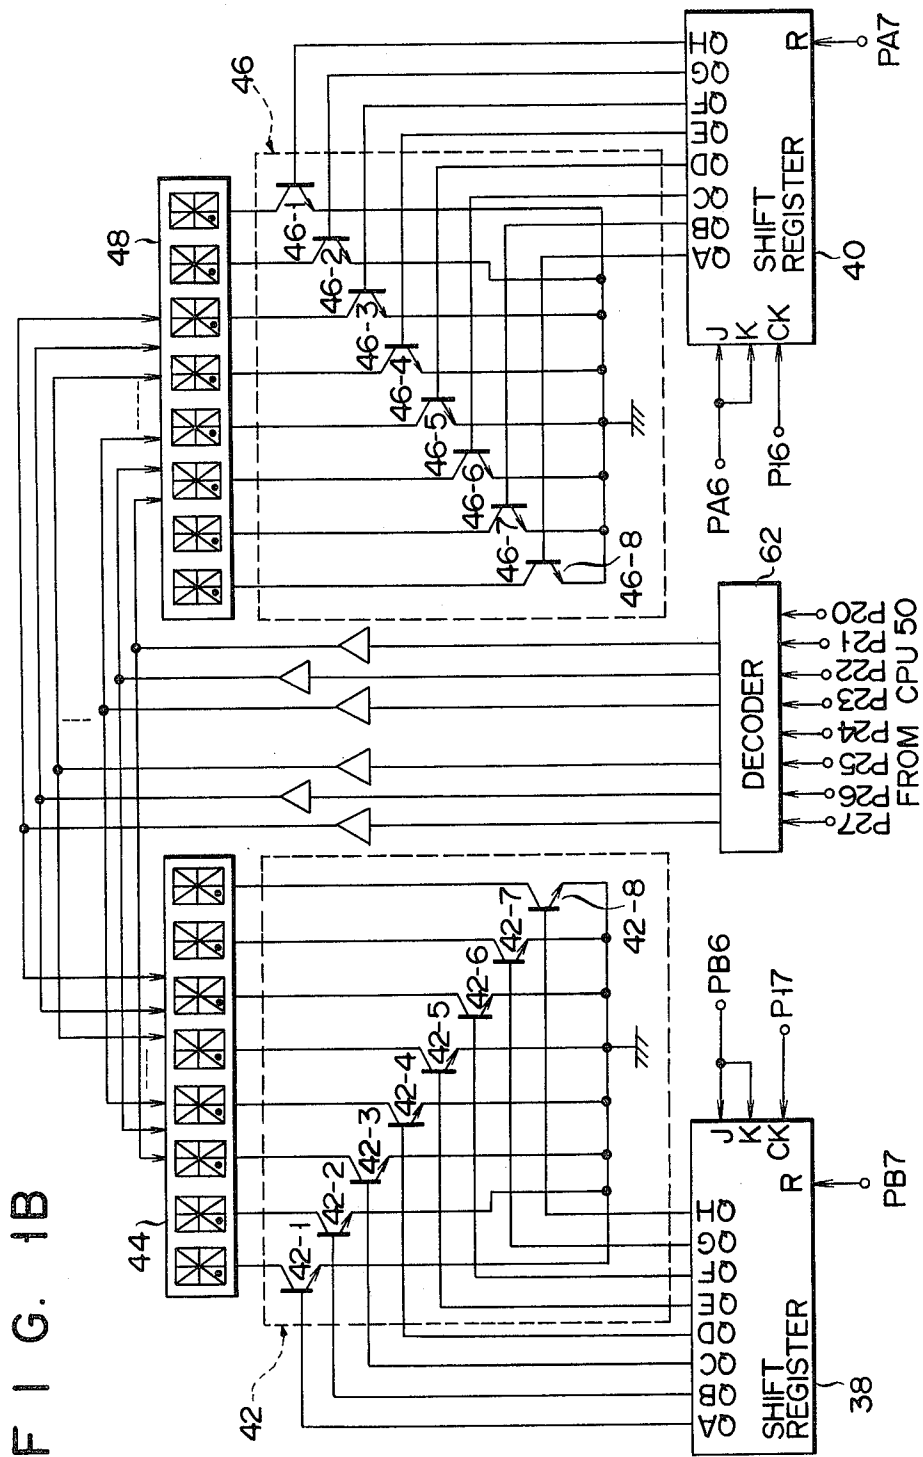 FIG. 1B
44
48
42
46
42-1
42-2
42-3
42-4
42-5
42-6
42-7
42-8
46-1
46-2
46-3
46-4
46-5
46-6
46-7
46-8
QA QB QC QD QE QF QG QH
SHIFT
REGISTER
R
J
K
CK
38
PB7
PB6
P17
DECODER
62
P27 P26 P25 P24 P23 P22 P21 P20
FROM CPU 50
PA6
P16
J
K
CK
QA QB QC QD QE QF QG QH
SHIFT
REGISTER
R
40
PA7